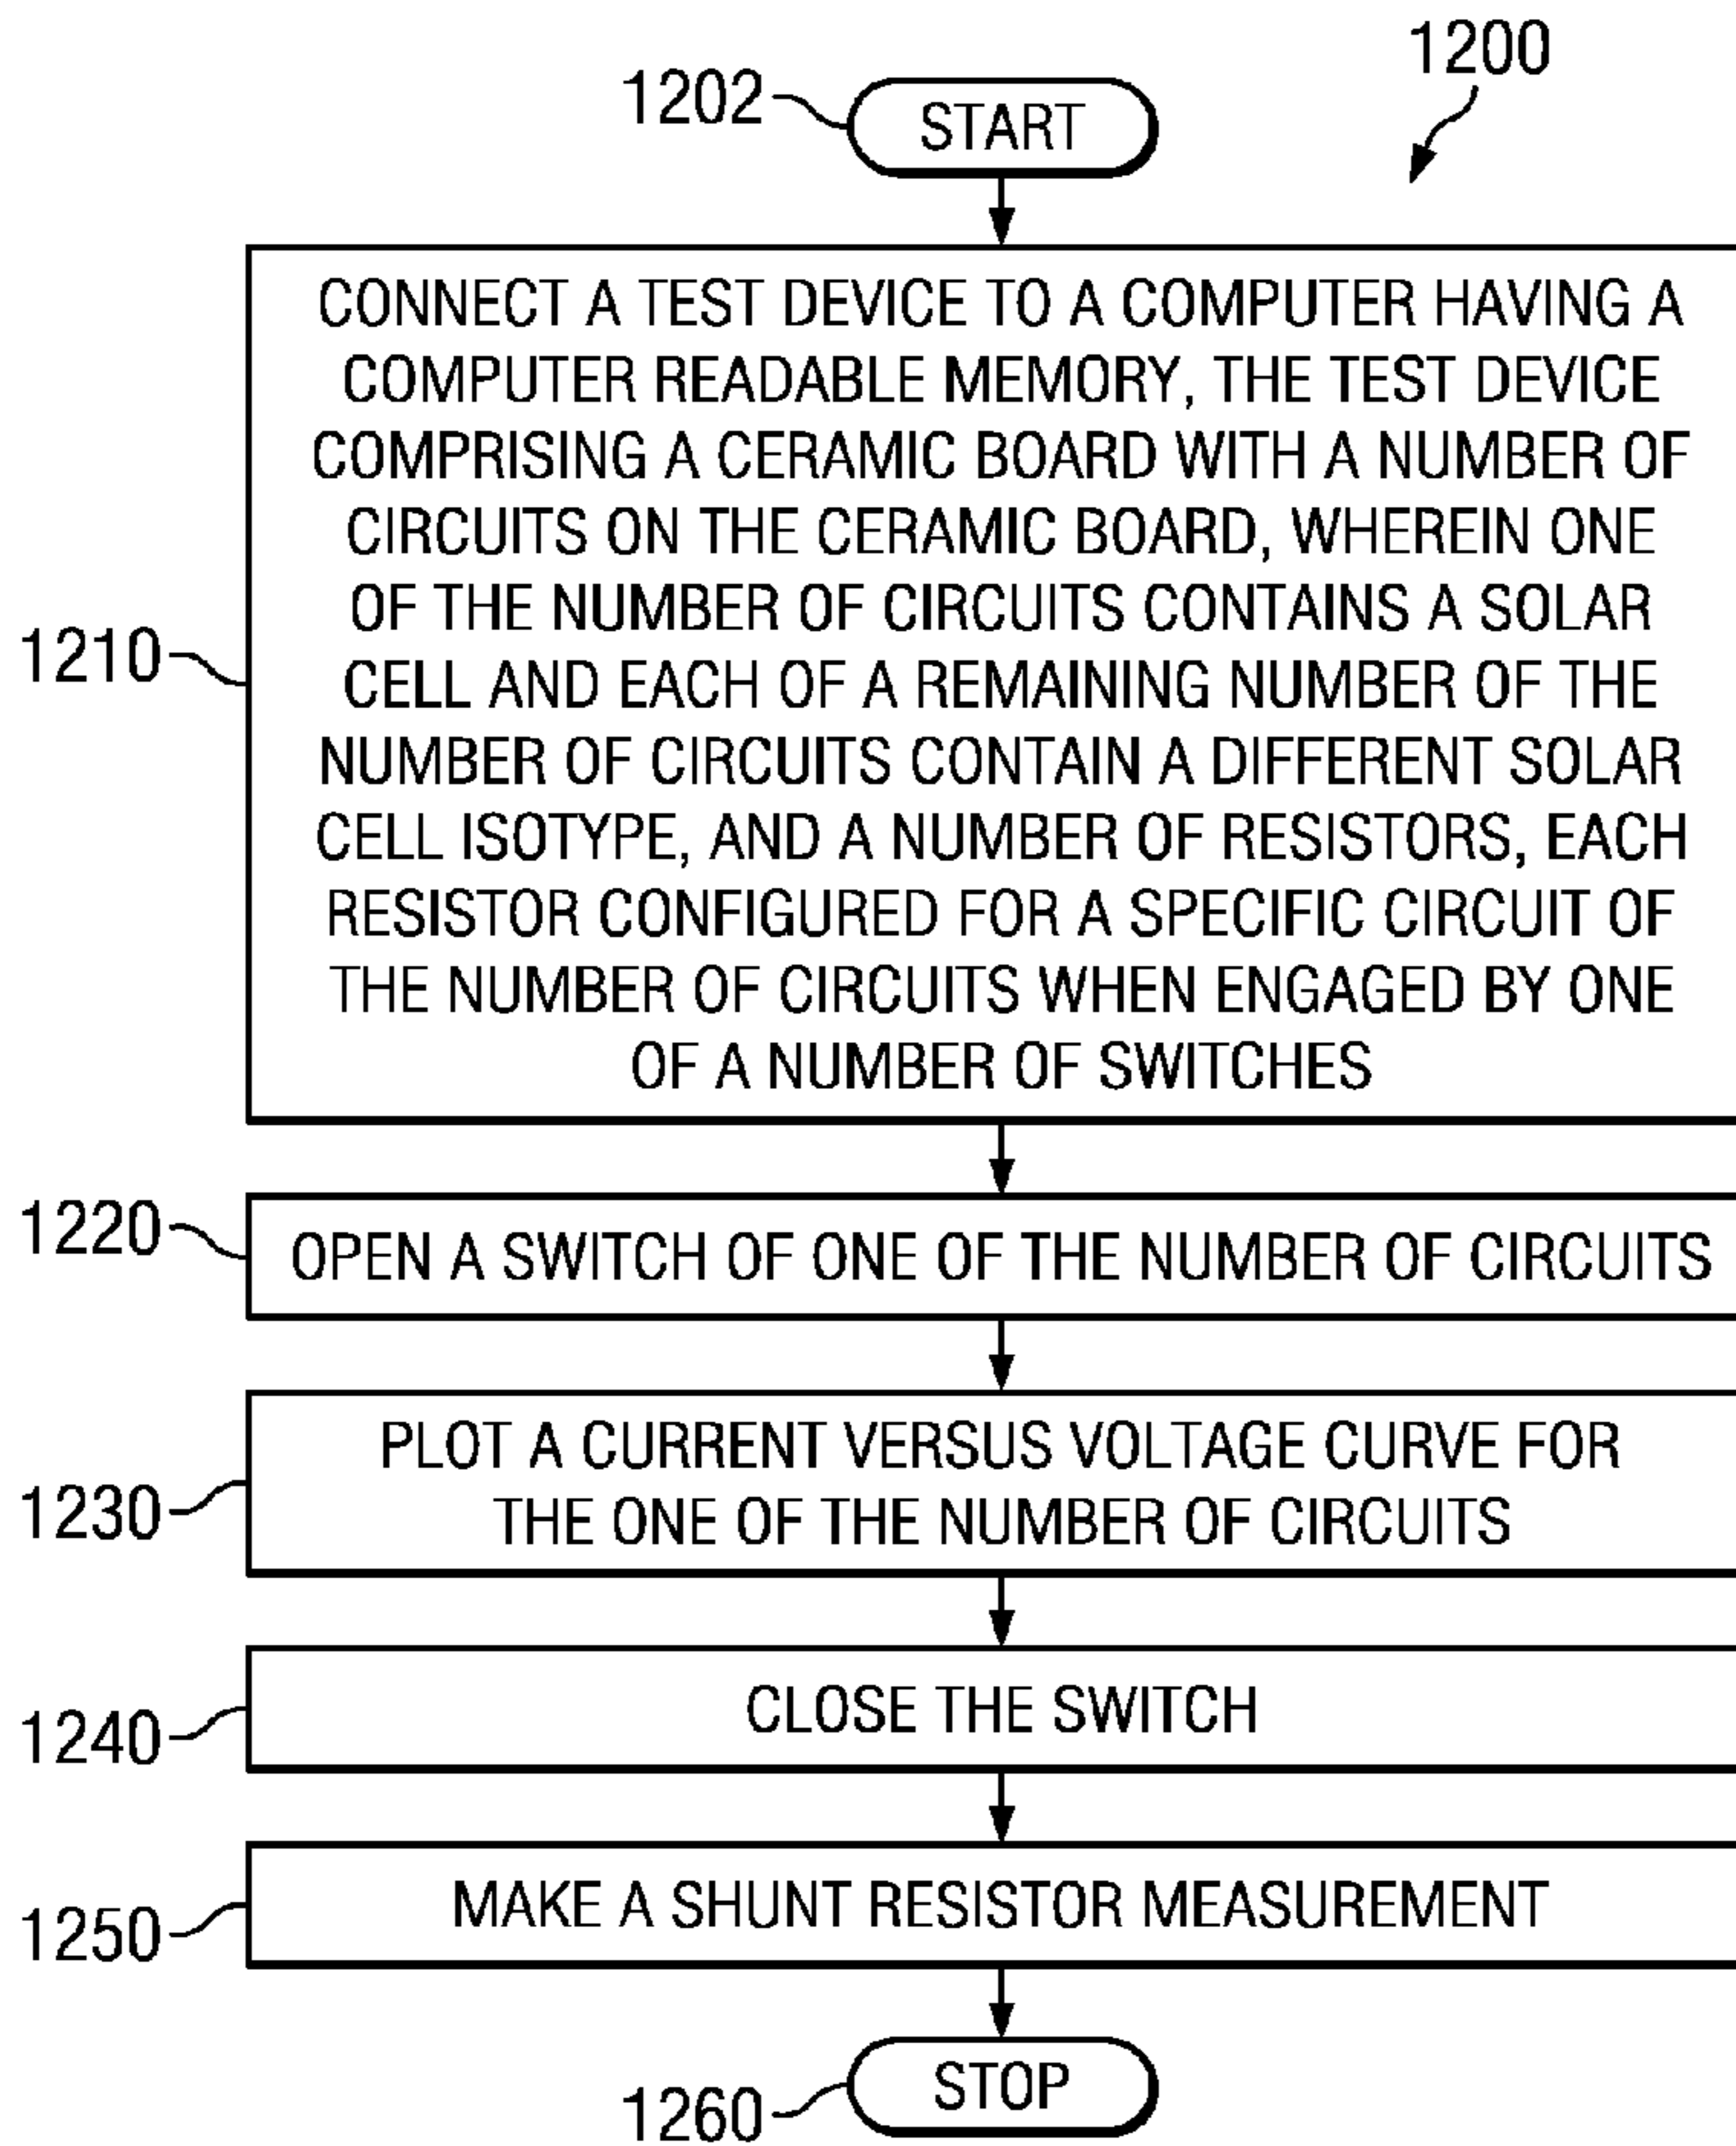 1200
1202
START
CONNECT A TEST DEVICE TO A COMPUTER HAVING A
COMPUTER READABLE MEMORY, THE TEST DEVICE
COMPRISING A CERAMIC BOARD WITH A NUMBER OF
CIRCUITS ON THE CERAMIC BOARD, WHEREIN ONE
OF THE NUMBER OF CIRCUITS CONTAINS A SOLAR
1210
CELL AND EACH OF A REMAINING NUMBER OF THE
NUMBER OF CIRCUITS CONTAIN A DIFFERENT SOLAR
CELL ISOTYPE, AND A NUMBER OF RESISTORS, EACH
RESISTOR CONFIGURED FOR A SPECIFIC CIRCUIT OF
THE NUMBER OF CIRCUITS WHEN ENGAGED BY ONE
OF A NUMBER OF SWITCHES
1220
OPEN A SWITCH OF ONE OF THE NUMBER OF CIRCUITS
PLOT A CURRENT VERSUS VOLTAGE CURVE FOR
THE ONE OF THE NUMBER OF CIRCUITS
1230
CLOSE THE SWITCH
1240
MAKE A SHUNT RESISTOR MEASUREMENT
1250
STOP
1260